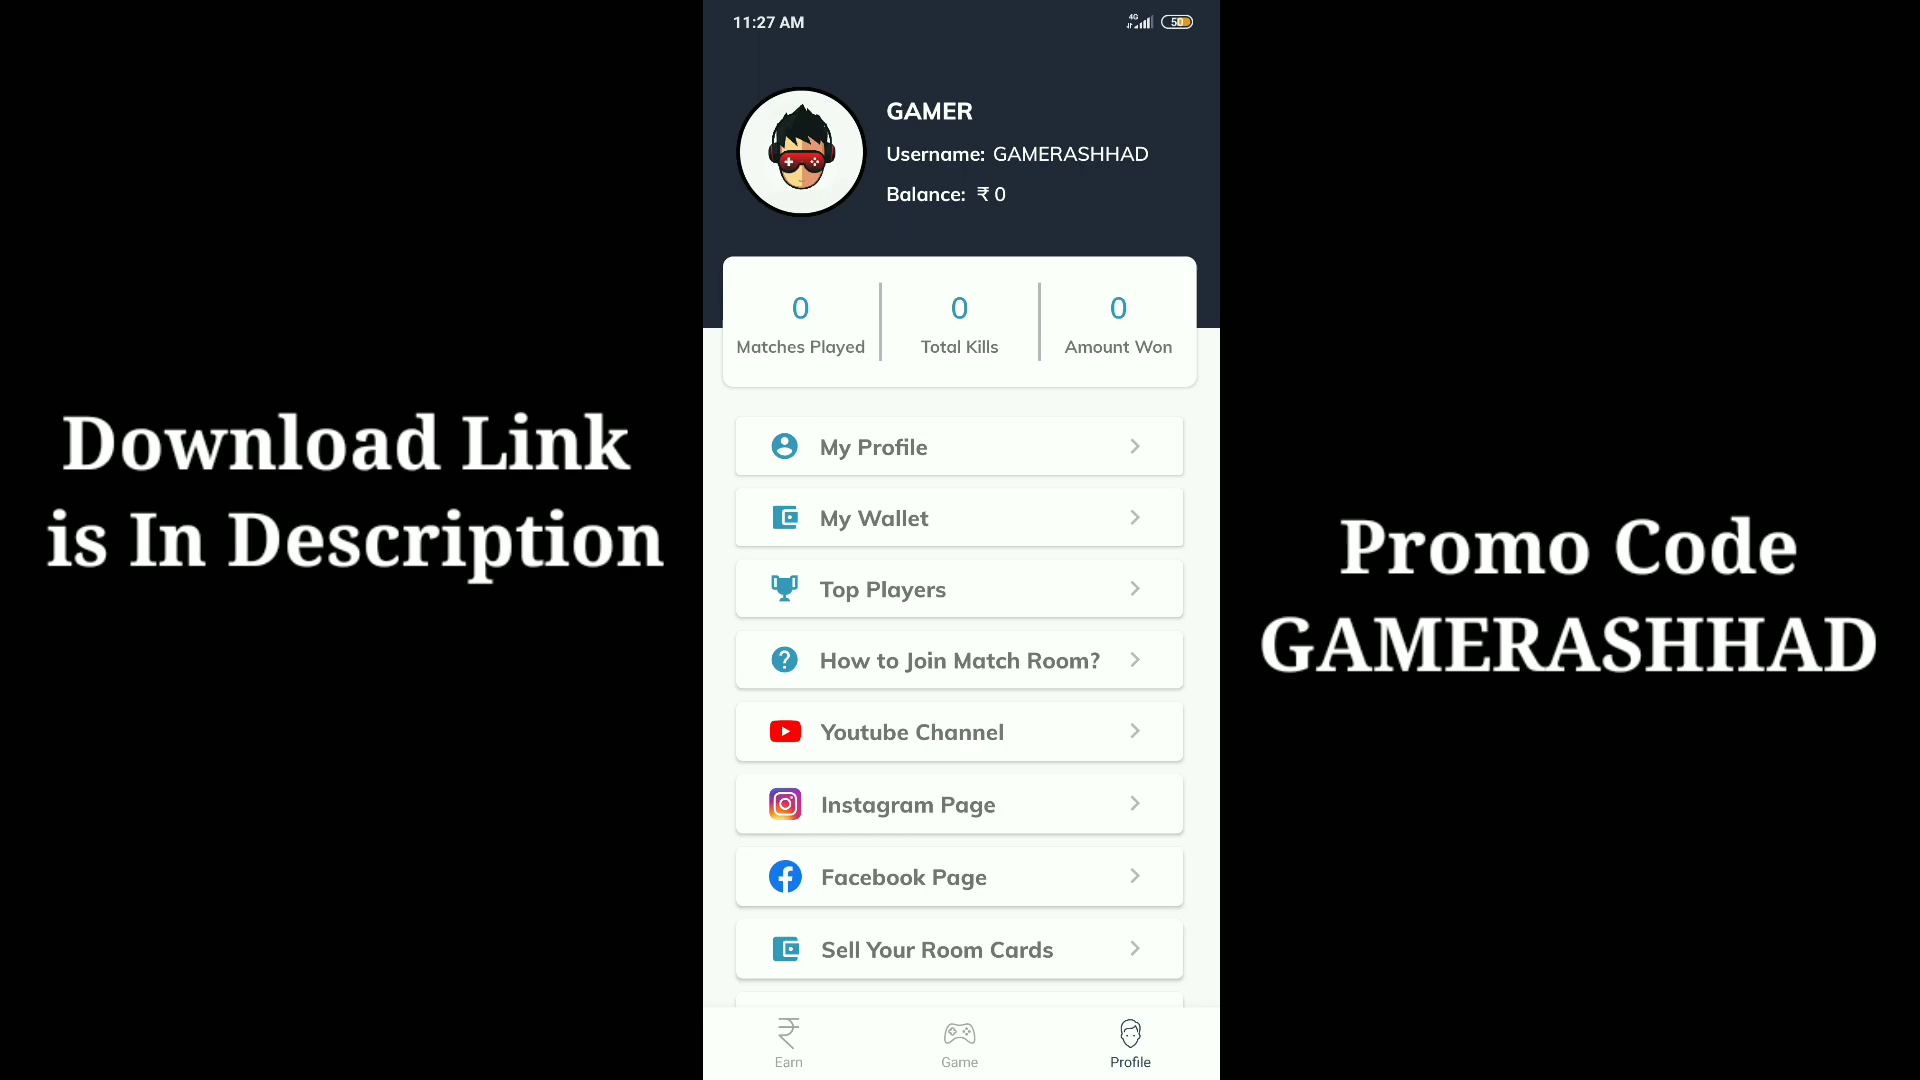 11:27 AM
4G
50
GAMER
Username: GAMERASHHAD
Balance: ₹ 0
0
0
0
Matches Played
Total Kills
Amount Won
My Profile
My Wallet
Top Players
How to Join Match Room?
Youtube Channel
Instagram Page
Facebook Page
Sell Your Room Cards
Earn
Game
Profile
Download Link
is In Description
Promo Code
GAMERASHHAD